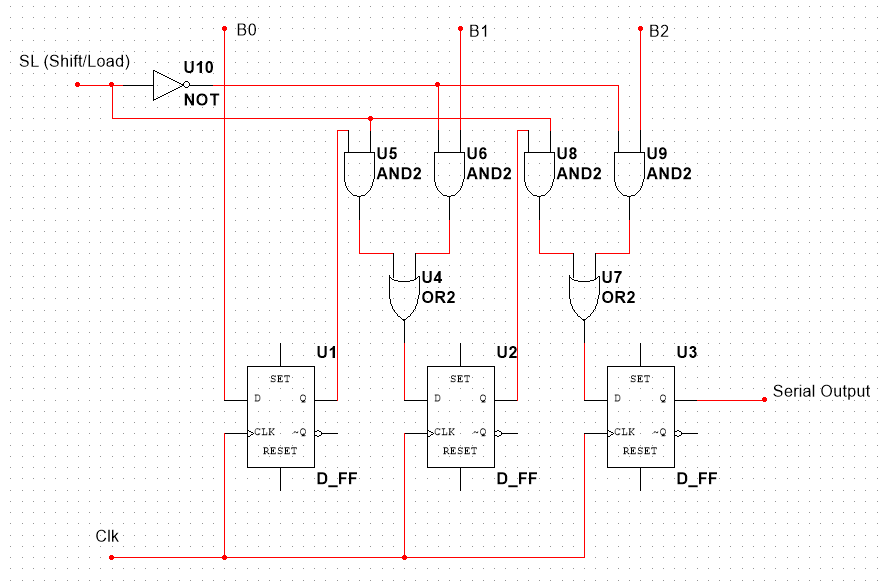 B0
B1
B2
SL (Shift/Load)
U10
NOT
U5
AND2
U6
AND2
U8
AND2
U9
AND2
U4
OR2
U7
OR2
U1
SET
D Q
CLK ~Q
RESET
D_FF
U2
SET
D Q
CLK ~Q
RESET
D_FF
U3
SET
D Q
CLK ~Q
RESET
D_FF
Serial Output
Clk